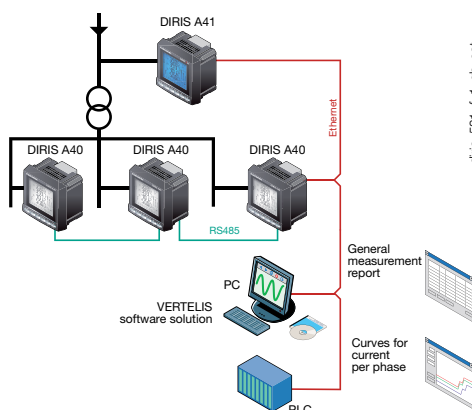 DIRIS A41
Ethernet
DIRIS A40
DIRIS A40
DIRIS A40
RS485
General
measurement
report
PC
VERTELIS
software solution
Curves for
current
per phase
PLC